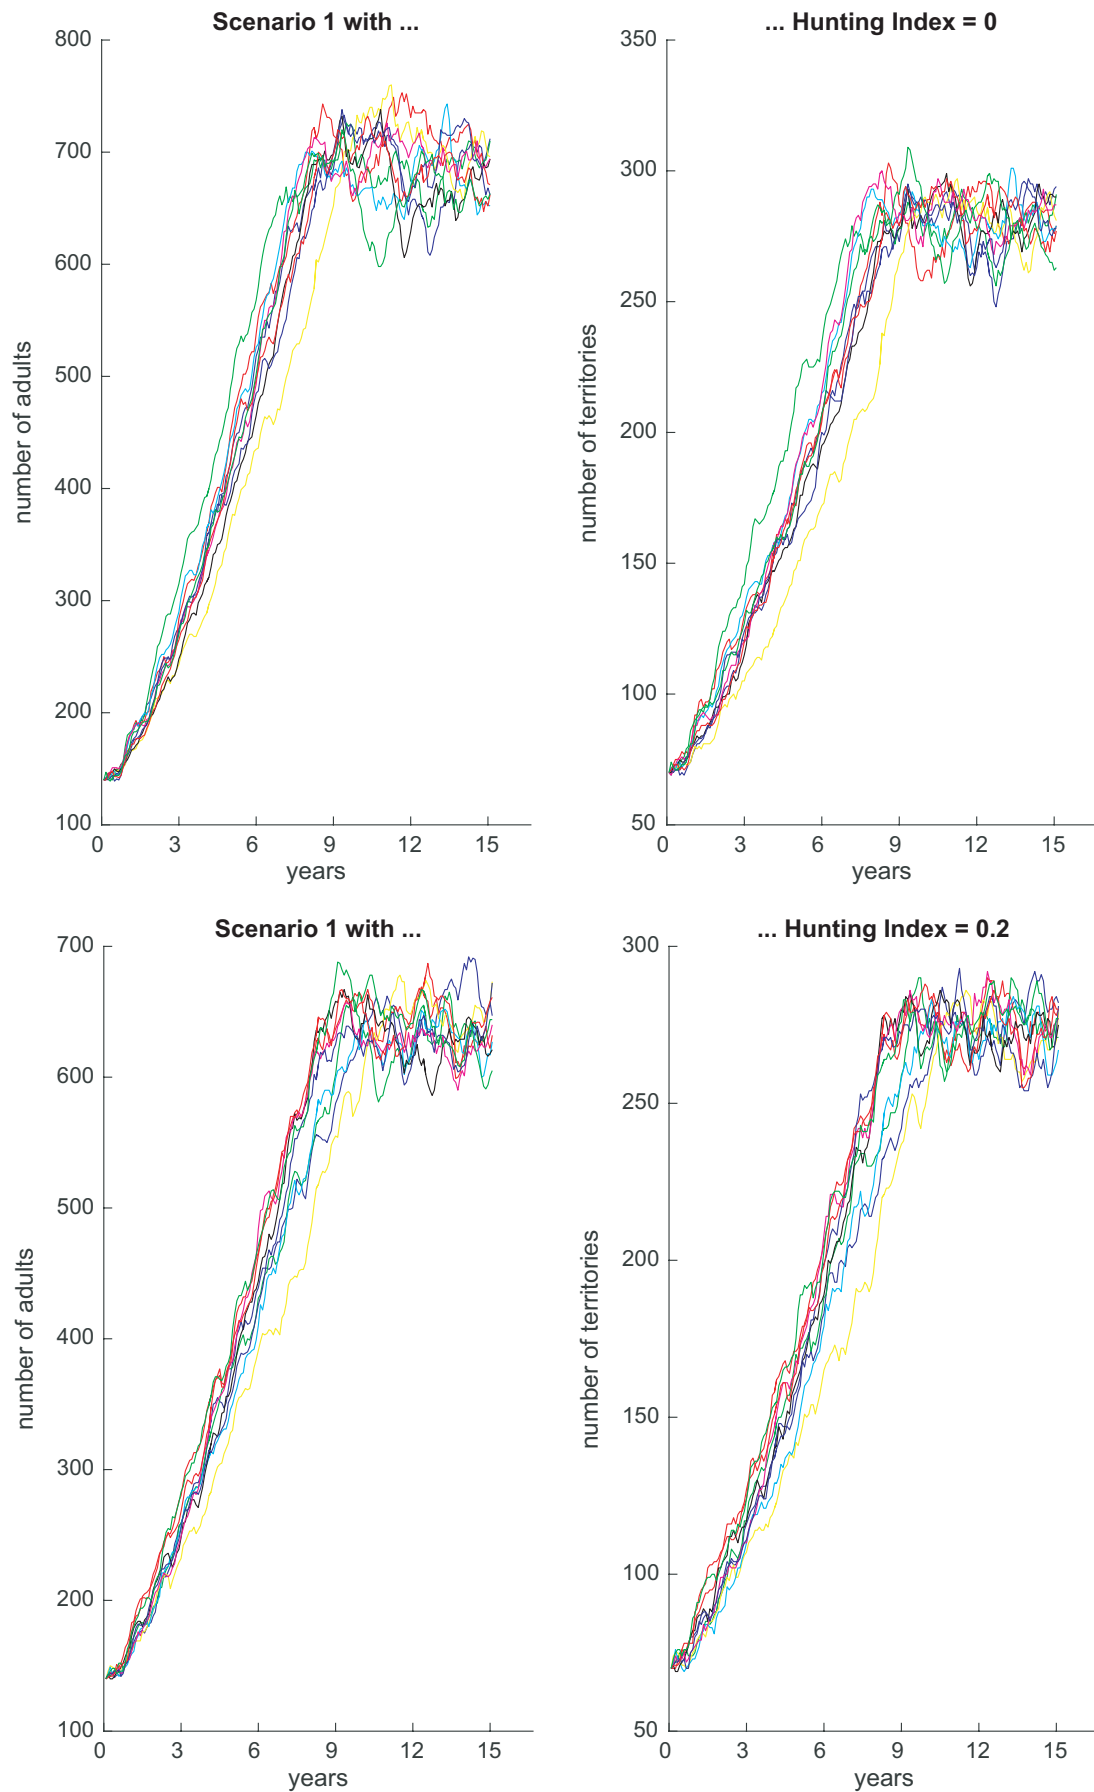 Scenario 1 with ...
800
700
600
500
400
300
200
100
number of adults
0 3 6 9 12 15
years
... Hunting Index = 0
350
300
250
200
150
100
50
number of territories
0 3 6 9 12 15
years
Scenario 1 with ...
700
600
500
400
300
200
100
number of adults
0 3 6 9 12 15
years
... Hunting Index = 0.2
300
250
200
150
100
50
number of territories
0 3 6 9 12 15
years